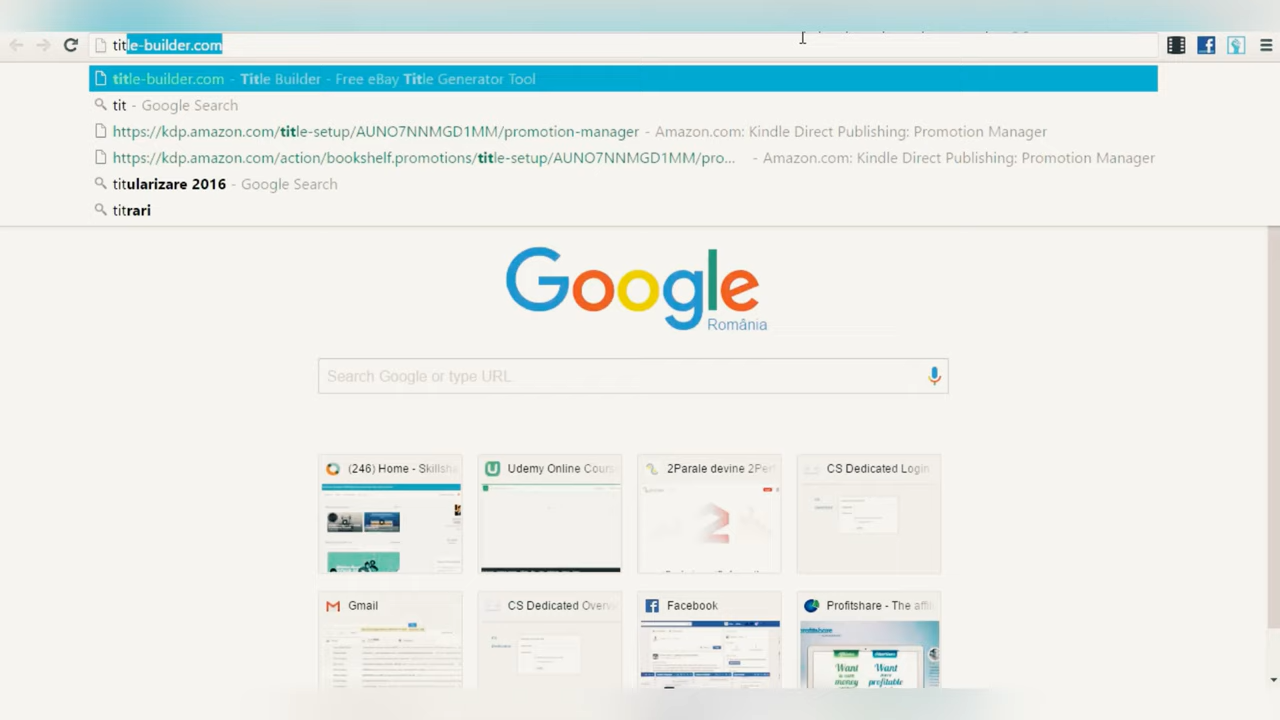 title-builder.com
title-builder.com - Title Builder - Free eBay Title Generator Tool
tit - Google Search
https://kdp.amazon.com/title-setup/AUNO7NNMGD1MM/promotion-manager - Amazon.com: Kindle Direct Publishing: Promotion Manager
https://kdp.amazon.com/action/bookshelf.promotions/title-setup/AUNO7NNMGD1MM/pro... - Amazon.com: Kindle Direct Publishing: Promotion Manager
titularizare 2016 - Google Search
titrari
Google
România
Search Google or type URL
(246) Home - Skillsha
Udemy Online Cours
2Parale devine 2Perf
CS Dedicated Login
Gmail
CS Dedicated Overv
Facebook
Profitshare - The affili
Want
Want